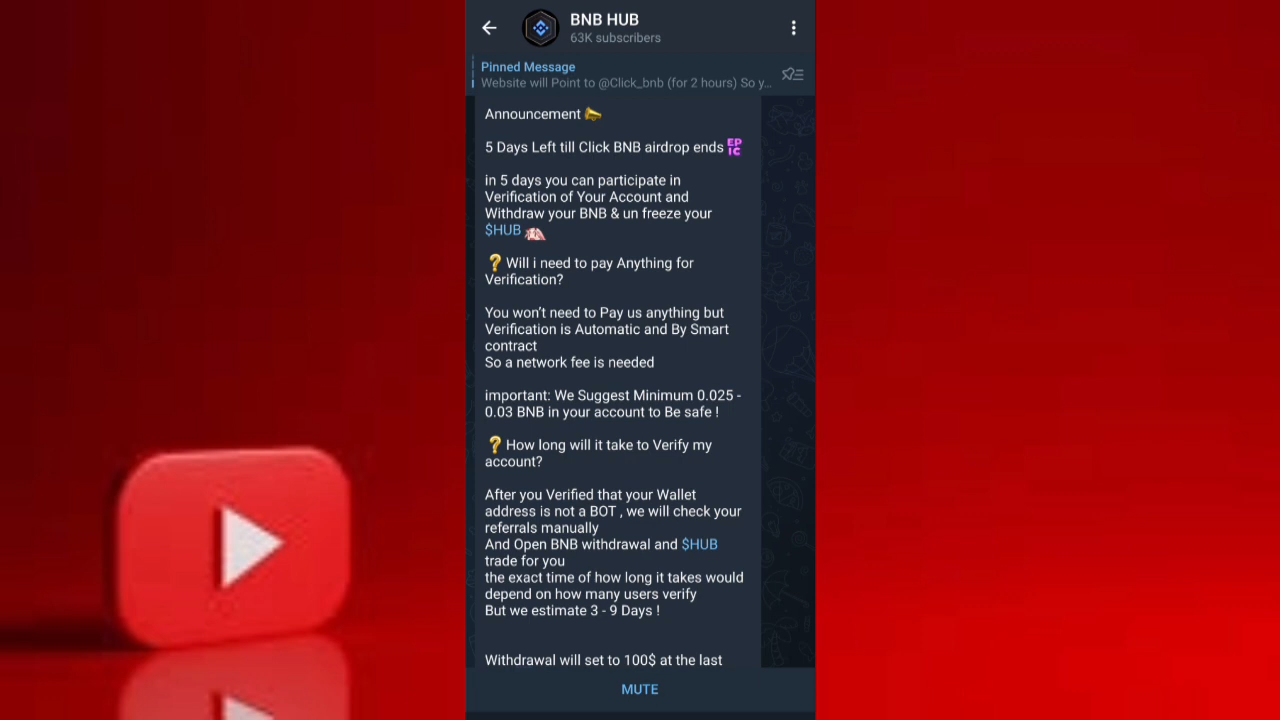 BNB HUB
63K subscribers
Pinned Message
Website will Point to @Click_bnb (for 2 hours) So y...
Announcement
5 Days Left till Click BNB airdrop ends EPIC
in 5 days you can participate in
Verification of Your Account and
Withdraw your BNB & un freeze your
$HUB
❓Will i need to pay Anything for
Verification?
You won't need to Pay us anything but
Verification is Automatic and By Smart
contract
So a network fee is needed
important: We Suggest Minimum 0.025 -
0.03 BNB in your account to Be safe !
❓How long will it take to Verify my
account?
After you Verified that your Wallet
address is not a BOT , we will check your
referrals manually
And Open BNB withdrawal and $HUB
trade for you
the exact time of how long it takes would
depend on how many users verify
But we estimate 3 - 9 Days !
Withdrawal will set to 100$ at the last
MUTE